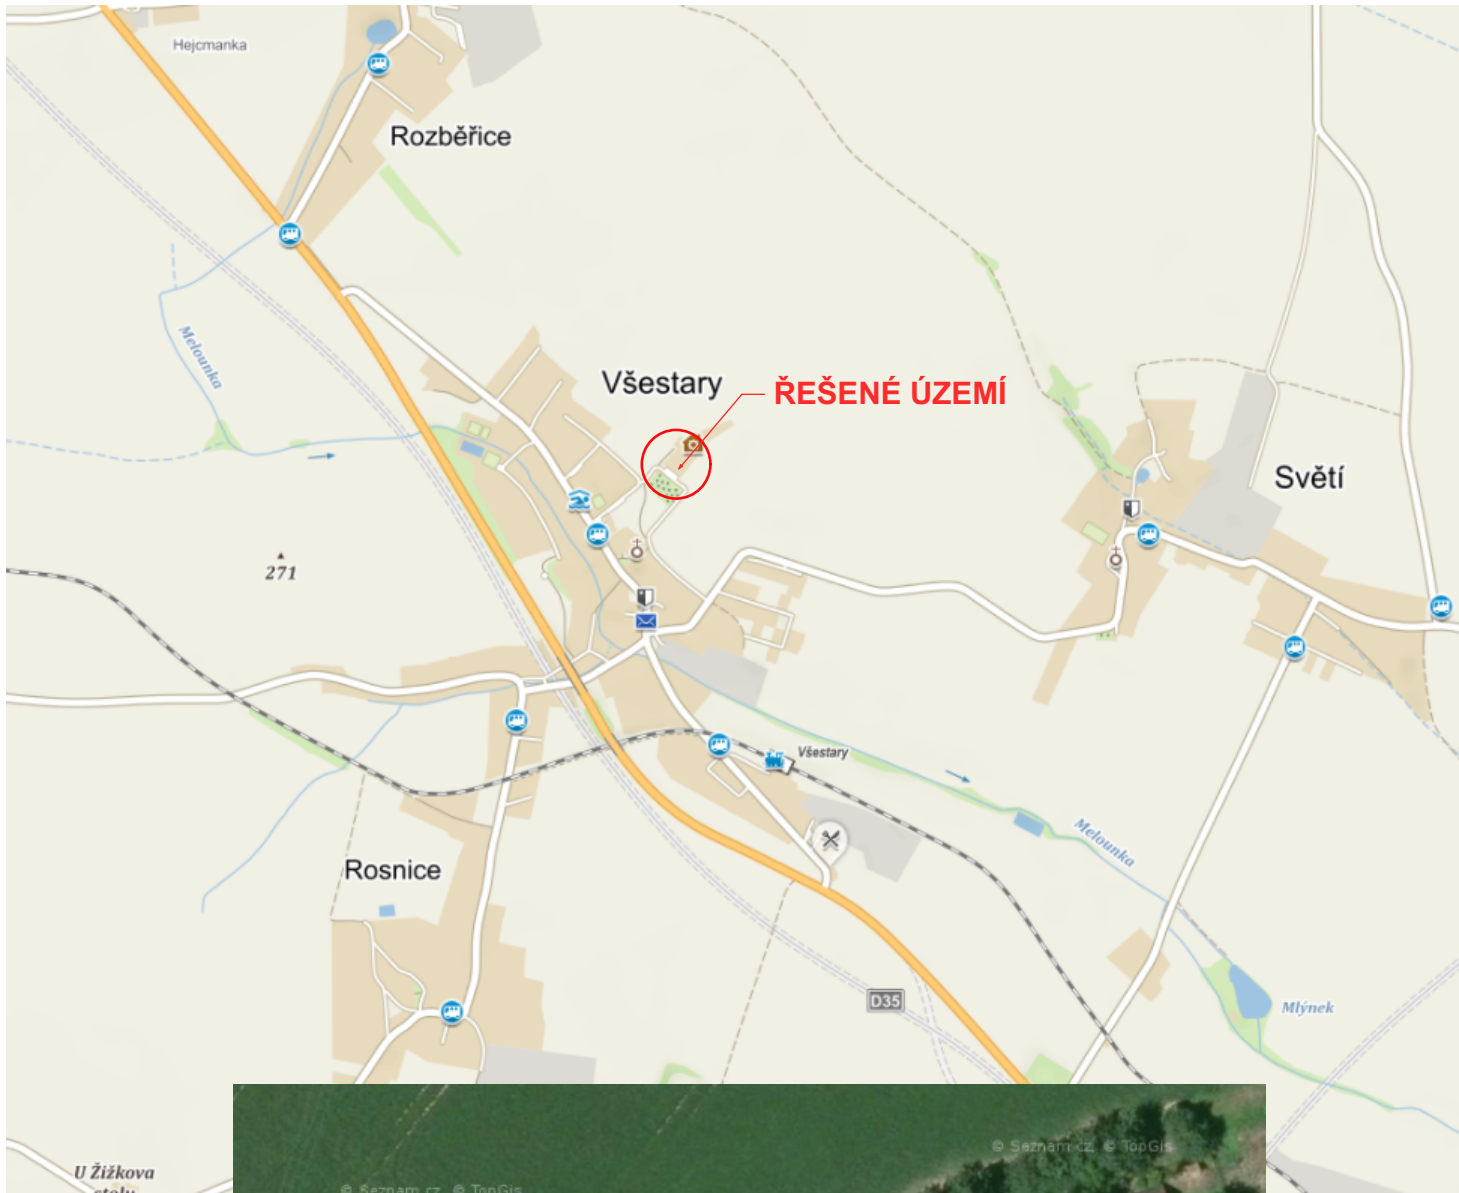 Hejcmanka
Rozběřice
Melounka
Všestary
ŘEŠENÉ ÚZEMÍ
Světí
271
Všestary
Melounka
Rosnice
D35
Mlýnek
© Seznam.cz, © TopGis
U Žižkova
stolu
© Seznam.cz, © TopGis